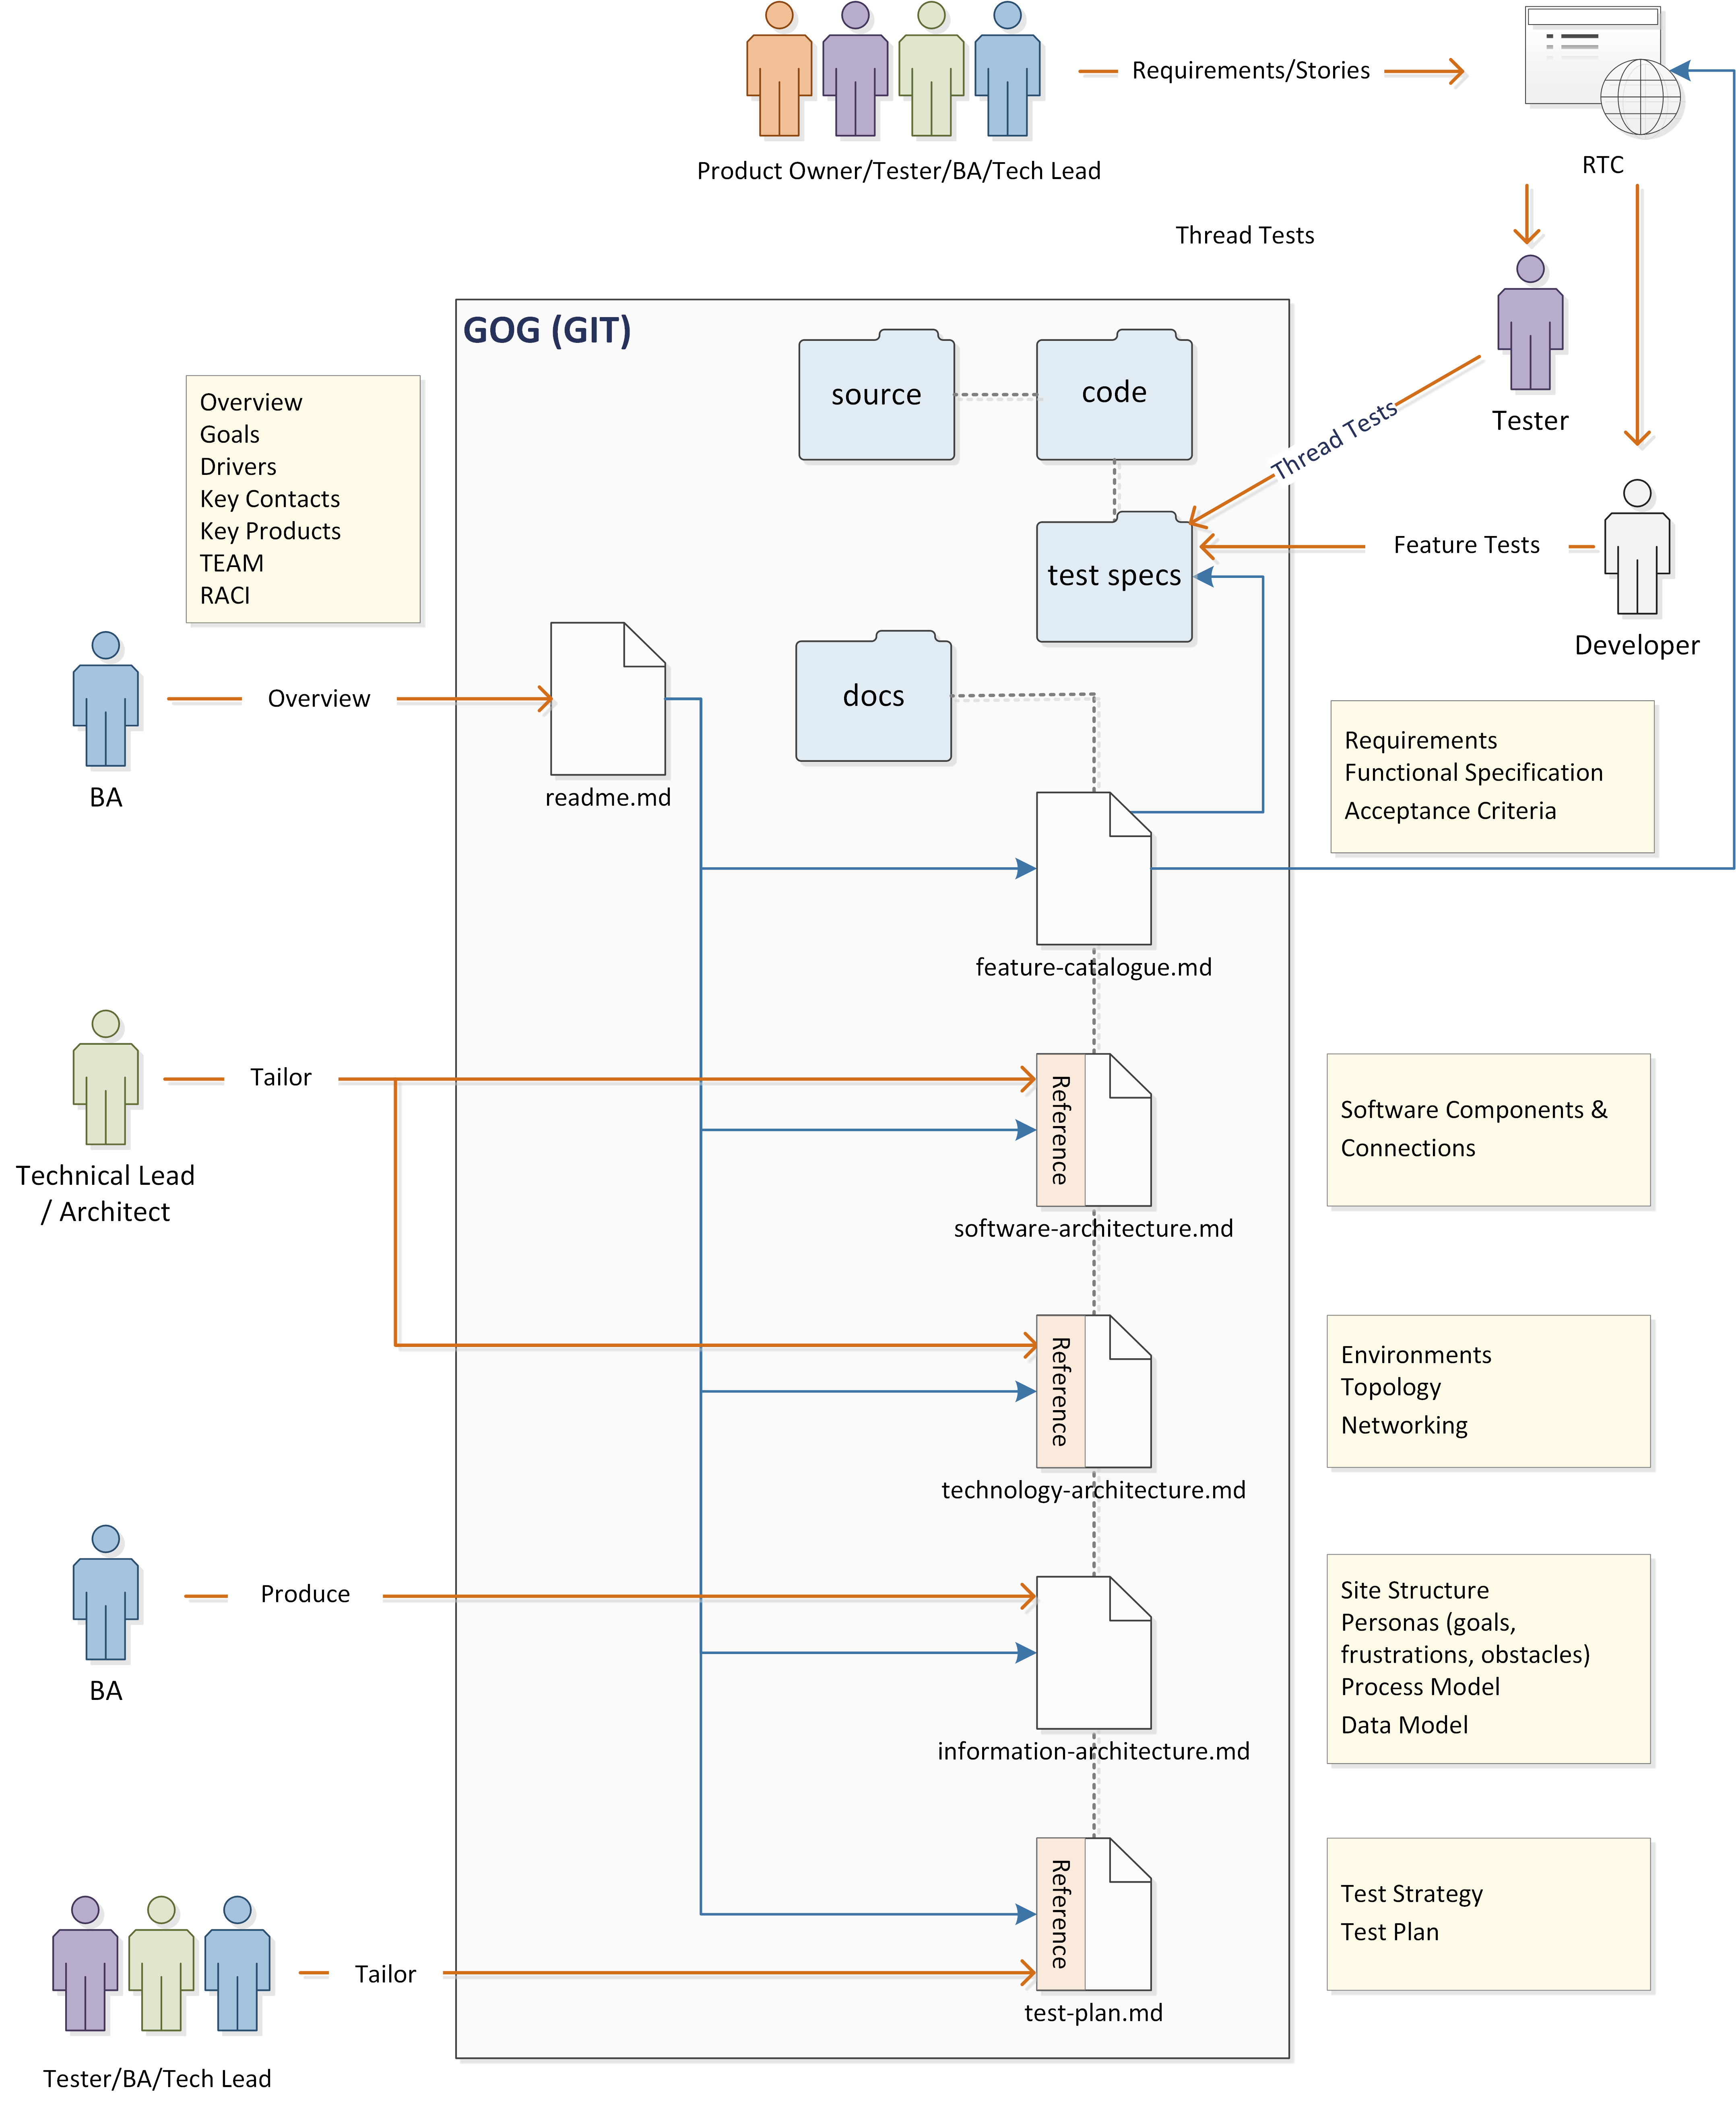 Requirements/Stories
Product Owner/Tester/BA/Tech Lead
RTC
Thread Tests
GOG (GIT)
source
code
Tester
Thread Tests
Overview
Goals
Drivers
Key Contacts
Key Products
TEAM
RACI
test specs
Feature Tests
Developer
BA
Overview
readme.md
docs
Requirements
Functional Specification
Acceptance Criteria
feature-catalogue.md
Technical Lead
/ Architect
Tailor
Reference
software-architecture.md
Software Components &
Connections
Reference
technology-architecture.md
Environments
Topology
Networking
BA
Produce
information-architecture.md
Site Structure
Personas (goals,
frustrations, obstacles)
Process Model
Data Model
Reference
test-plan.md
Test Strategy
Test Plan
Tailor
Tester/BA/Tech Lead